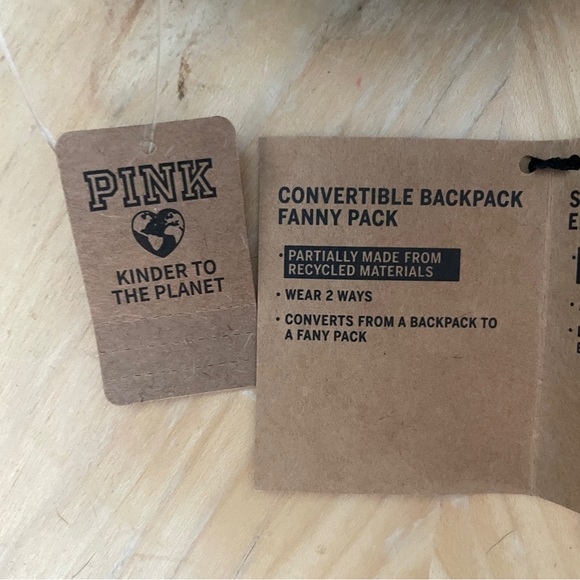 PINK
KINDER TO
THE PLANET
CONVERTIBLE BACKPACK
FANNY PACK
• PARTIALLY MADE FROM
RECYCLED MATERIALS
• WEAR 2 WAYS
• CONVERTS FROM A BACKPACK TO
A FANY PACK